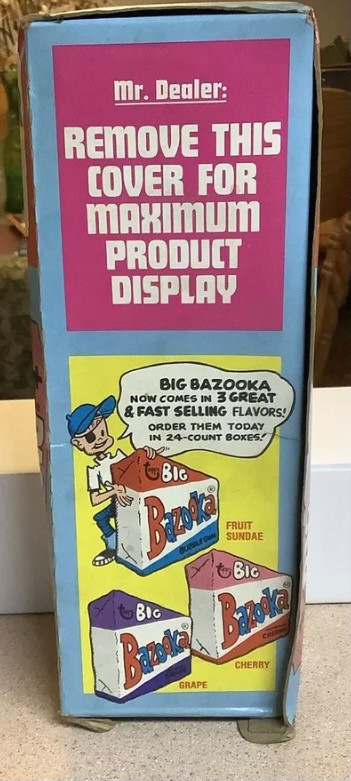 Mr. Dealer:
REMOVE THIS
COVER FOR
MAXIMUM
PRODUCT
DISPLAY
BIG BAZOOKA
NOW COMES IN 3 GREAT
& FAST SELLING FLAVORS!
ORDER THEM TODAY
IN 24-COUNT BOXES!
BIG
Bazooka®
BUBBLE GUM
FRUIT
SUNDAE
BIG
Bazooka®
CHERRY
CHERRY
BIG
Bazooka®
GRAPE